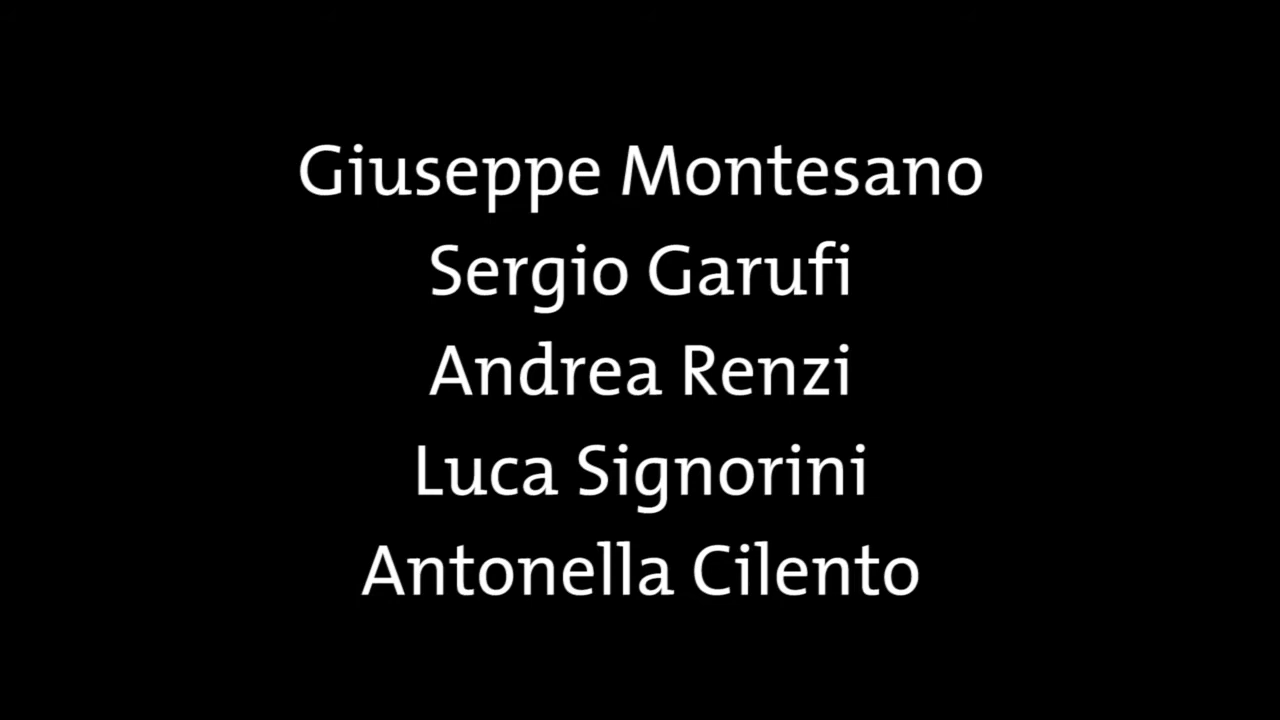 Giuseppe Montesano
Sergio Garufi
Andrea Renzi
Luca Signorini
Antonella Cilento